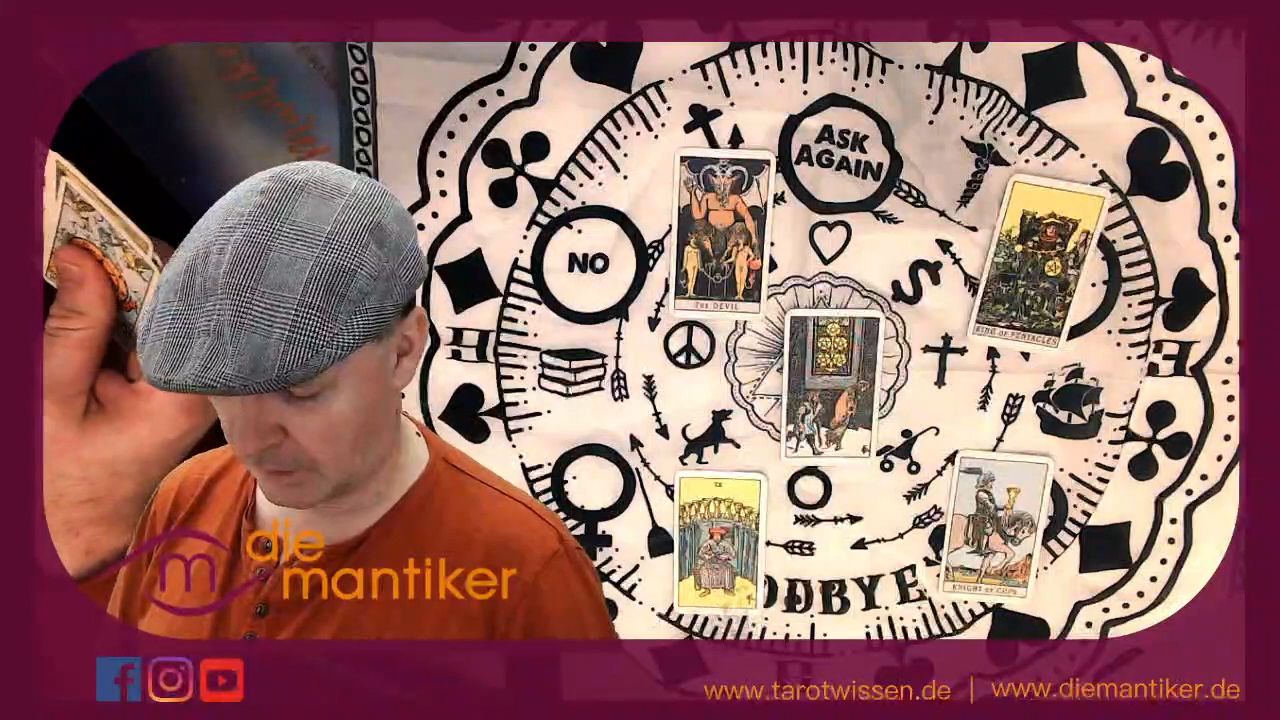 ASK
AGAIN
NO
THE DEVIL
KING OF PENTACLES
IX
KNIGHT OF CUPS
die
mantiker
m
www.tarotwissen.de | www.diemantiker.de